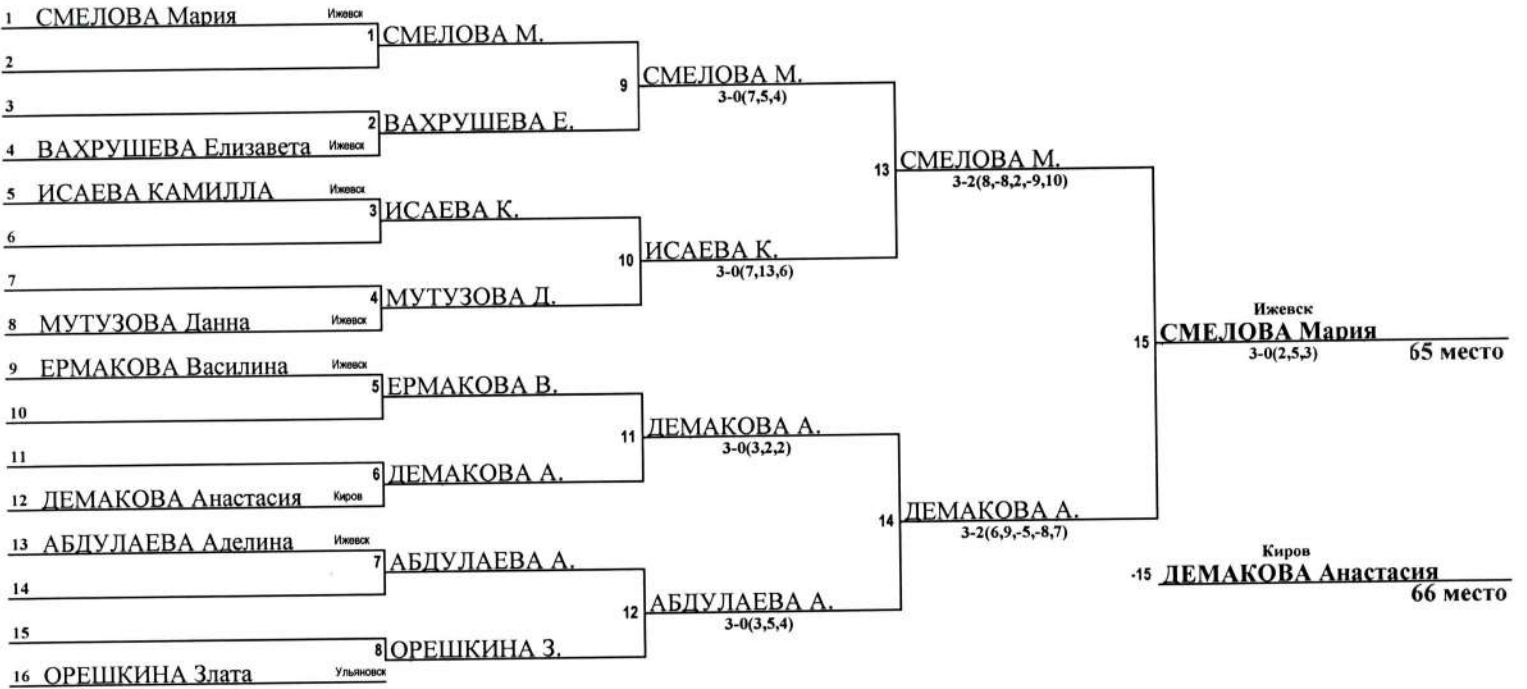 1 СМЕЛОВА Мария Ижевск
1 СМЕЛОВА М.
2
9 СМЕЛОВА М.
3-0(7,5,4)
3
2 ВАХРУШЕВА Е.
4 ВАХРУШЕВА Елизавета Ижевск
13 СМЕЛОВА М.
3-2(8,-8,2,-9,10)
5 ИСАЕВА КАМИЛЛА Ижевск
3 ИСАЕВА К.
6
10 ИСАЕВА К.
3-0(7,13,6)
7
4 МУТУЗОВА Д.
8 МУТУЗОВА Данна Ижевск
Ижевск
15 СМЕЛОВА Мария
3-0(2,5,3) 65 место
9 ЕРМАКОВА Василина Ижевск
5 ЕРМАКОВА В.
10
11 ДЕМАКОВА А.
3-0(3,2,2)
11
6 ДЕМАКОВА А.
12 ДЕМАКОВА Анастасия Киров
14 ДЕМАКОВА А.
3-2(6,9,-5,-8,7)
13 АБДУЛАЕВА Аделина Ижевск
7 АБДУЛАЕВА А.
Киров
-15 ДЕМАКОВА Анастасия
66 место
14
12 АБДУЛАЕВА А.
3-0(3,5,4)
15
8 ОРЕШКИНА З.
16 ОРЕШКИНА Злата Ульяновск